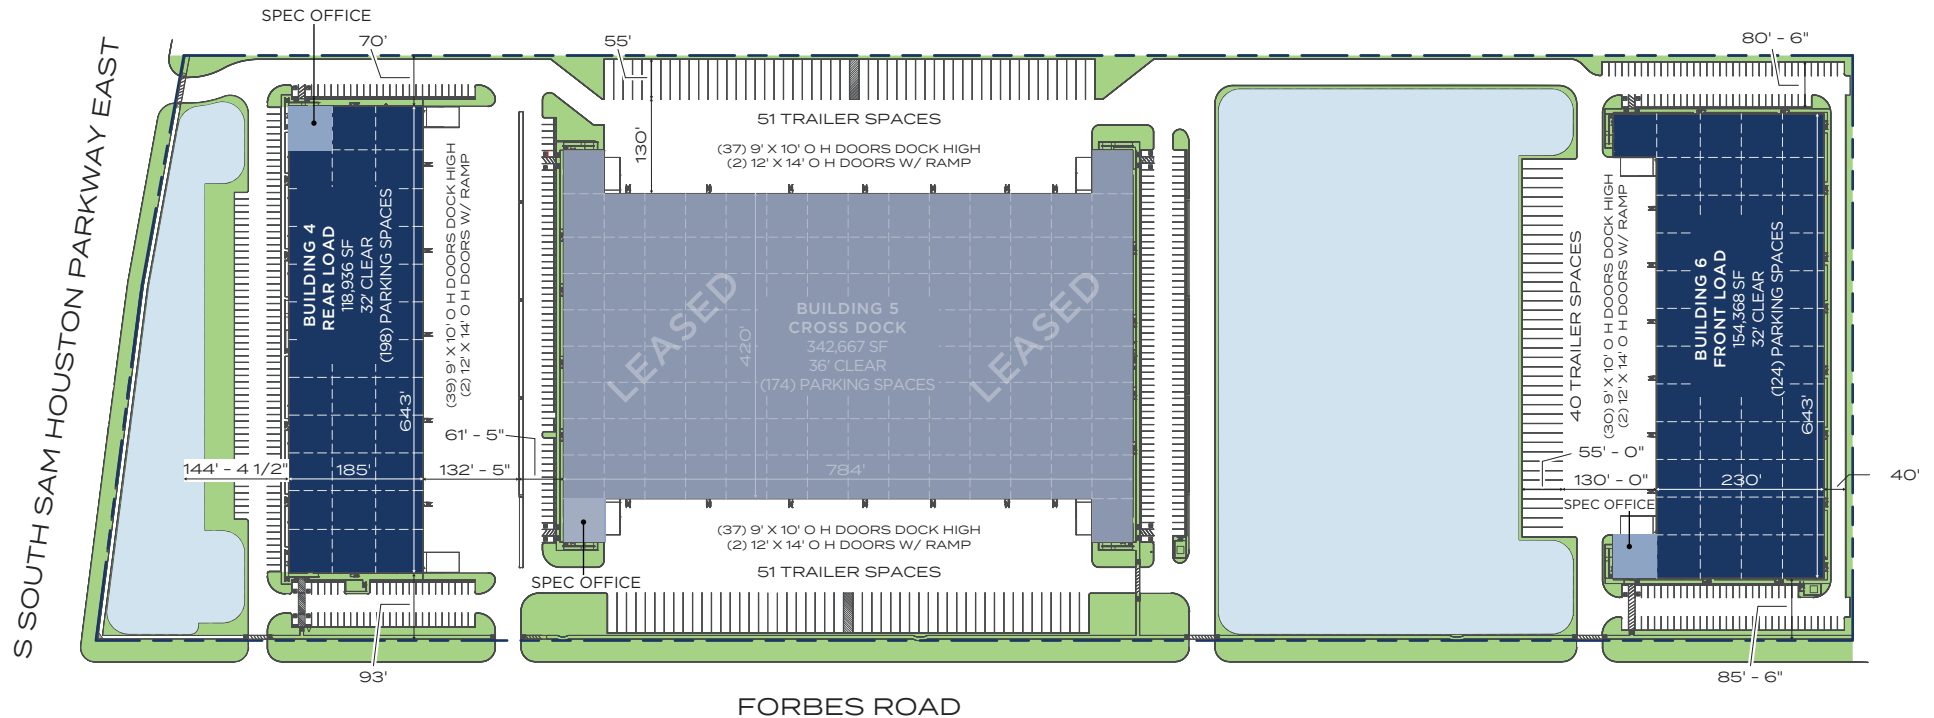 SPEC OFFICE
70'
55'
80' - 6"
S SOUTH SAM HOUSTON PARKWAY EAST
51 TRAILER SPACES
(37) 9' X 10' O H DOORS DOCK HIGH
(2) 12' X 14' O H DOORS W/ RAMP
130'
BUILDING 4
REAR LOAD
118,936 SF
32' CLEAR
(198) PARKING SPACES
643'
(39) 9' X 10' O H DOORS DOCK HIGH
(2) 12' X 14' O H DOORS W/ RAMP
61' - 5"
144' - 4 1/2"
185'
132' - 5"
LEASED
420'
BUILDING 5
CROSS DOCK
342,667 SF
36' CLEAR
(174) PARKING SPACES
LEASED
784'
(37) 9' X 10' O H DOORS DOCK HIGH
(2) 12' X 14' O H DOORS W/ RAMP
51 TRAILER SPACES
SPEC OFFICE
40 TRAILER SPACES
(30) 9' X 10' O H DOORS DOCK HIGH
(2) 12' X 14' O H DOORS W/ RAMP
BUILDING 6
FRONT LOAD
154,368 SF
32' CLEAR
(124) PARKING SPACES
643'
55' - 0"
130' - 0"
230'
40'
SPEC OFFICE
93'
85' - 6"
FORBES ROAD